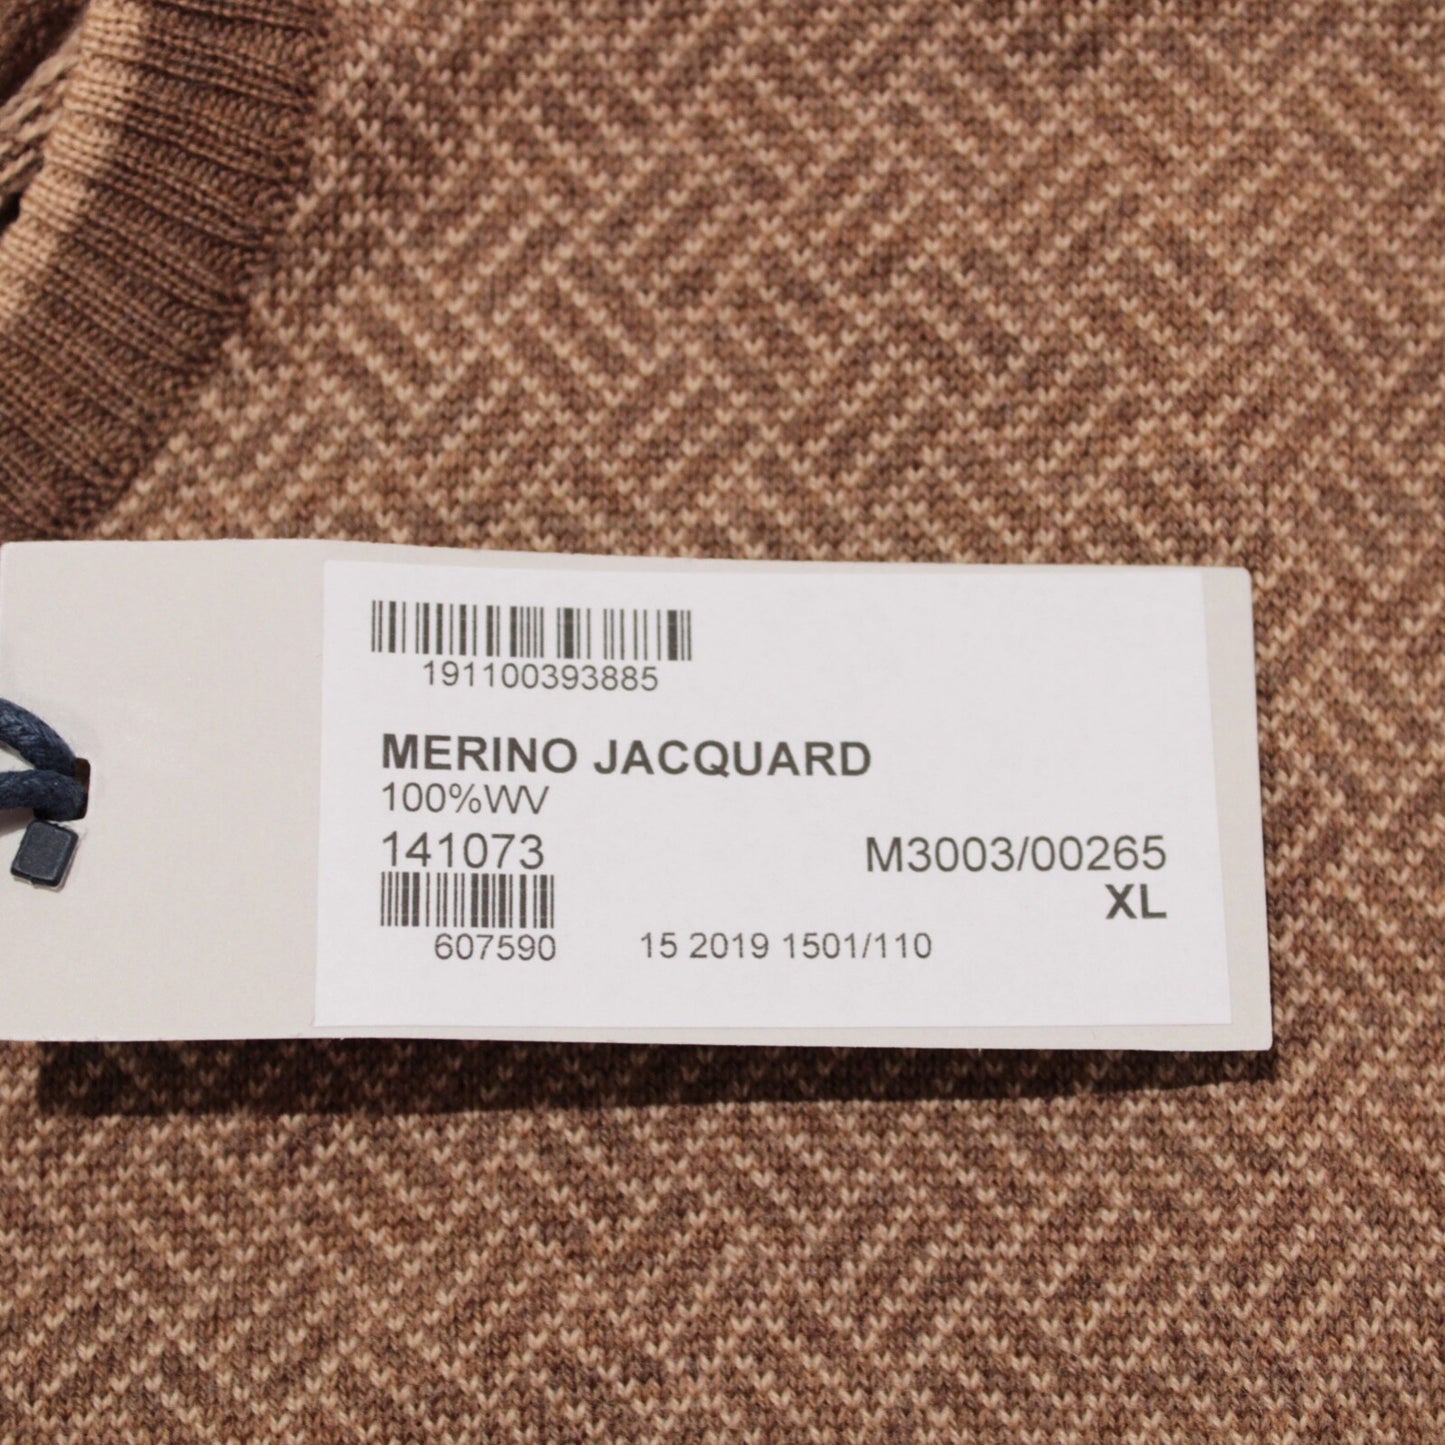 191100393885
MERINO JACQUARD
100%WV
141073
M3003/00265
XL
607590
15 2019 1501/110